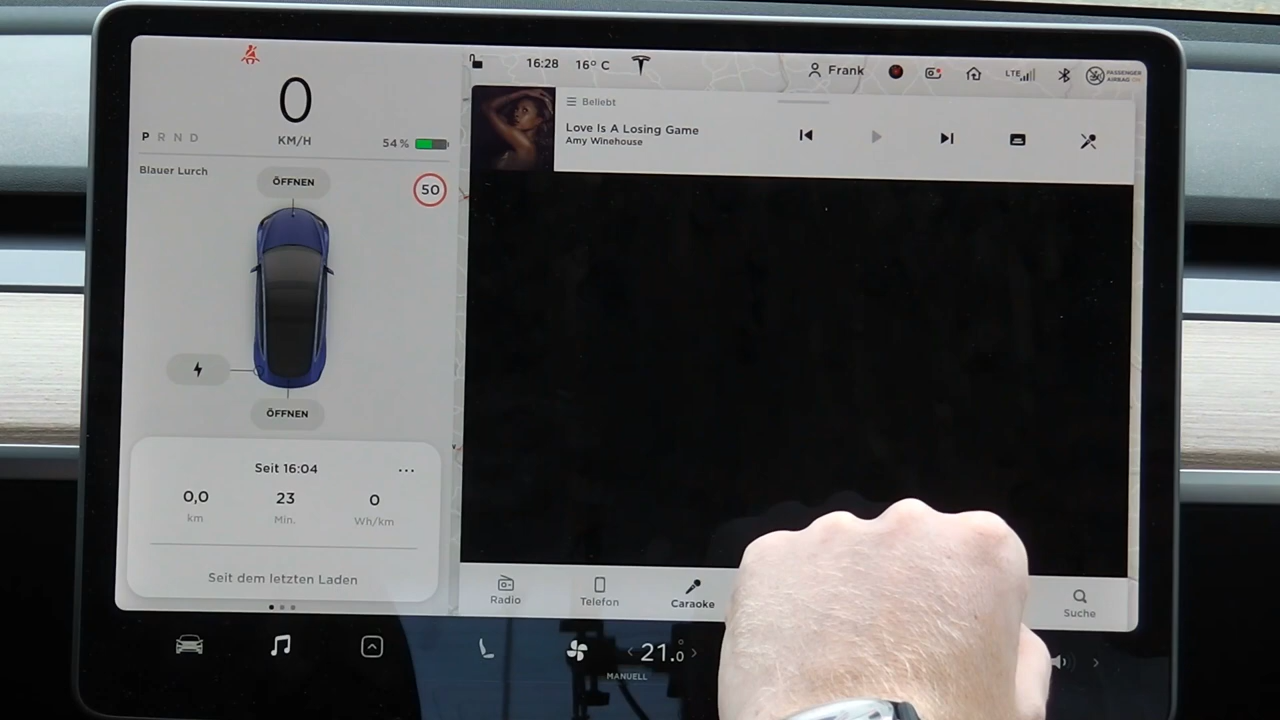 16:28 16° C Frank LTE PASSENGER
AIRBAG ON
0
KM/H
P R N D
54 %
Blauer Lurch
ÖFFNEN
50
ÖFFNEN
Seit 16:04
0,0 23 0
km Min. Wh/km
Seit dem letzten Laden
Beliebt
Love Is A Losing Game
Amy Winehouse
Radio Telefon Caraoke Suche
21.0
MANUELL